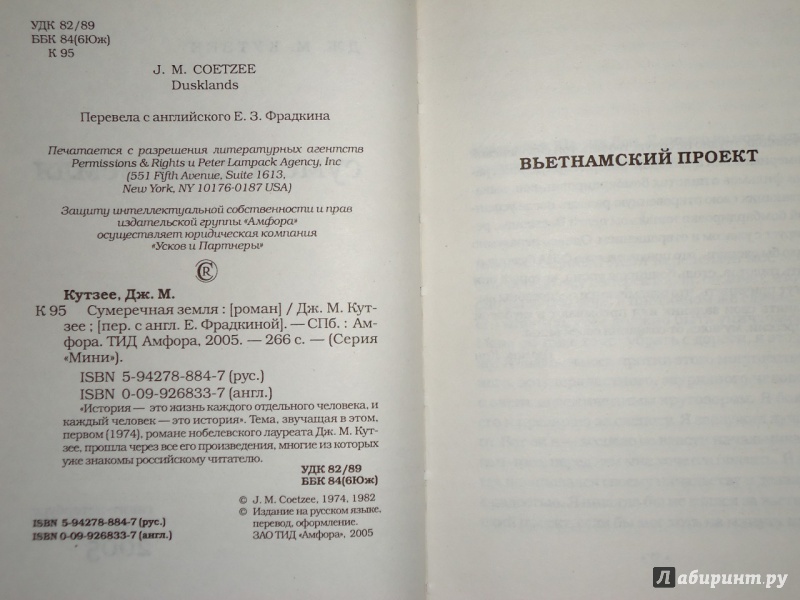 УДК 82/89
ББК 84(6Юж)
К 95
J. M. COETZEE
Dusklands
Перевела с английского Е. З. Фрадкина
Печатается с разрешения литературных агентств
Permissions & Rights и Peter Lampack Agency, Inc
(551 Fifth Avenue, Suite 1613,
New York, NY 10176-0187 USA)
Защиту интеллектуальной собственности и прав
издательской группы «Амфора»
осуществляет юридическая компания
«Усков и Партнеры»
Кутзее, Дж. М.
К 95 Сумеречная земля : [роман] / Дж. М. Кут-
зее ; [пер. с англ. Е. Фрадкиной]. — СПб. : Ам-
фора. ТИД Амфора, 2005. — 266 с. — (Серия
«Мини»).
ISBN 5-94278-884-7 (рус.)
ISBN 0-09-926833-7 (англ.)
«История — это жизнь каждого отдельного человека, и
каждый человек — это история». Тема, звучащая в этом,
первом (1974), романе нобелевского лауреата Дж. М. Кут-
зее, прошла через все его произведения, многие из которых
уже знакомы российскому читателю.
УДК 82/89
ББК 84(6Юж)
© J. M. Coetzee, 1974, 1982
© Издание на русском языке,
перевод, оформление.
ЗАО ТИД «Амфора», 2005
ISBN 5-94278-884-7 (рус.)
ISBN 0-09-926833-7 (англ.)
ВЬЕТНАМСКИЙ ПРОЕКТ
Лабиринт.ру